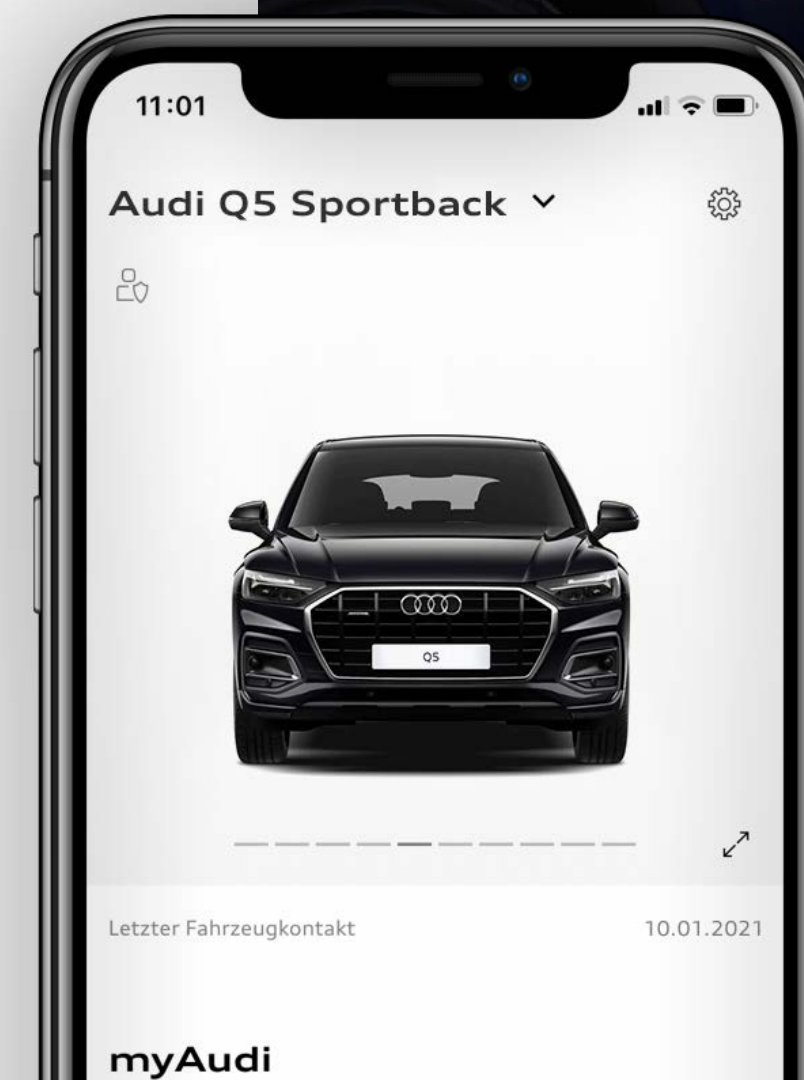 11:01
Audi Q5 Sportback
Q5
Letzter Fahrzeugkontakt 10.01.2021
myAudi